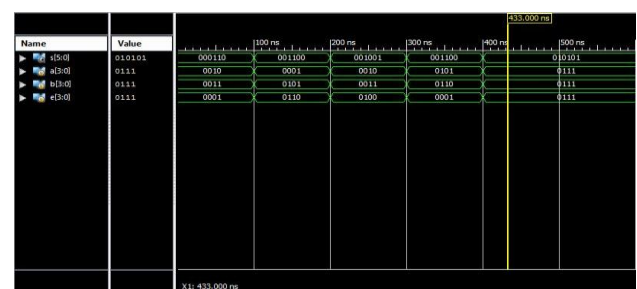 433.000 ns
Name Value
100 ns 200 ns 300 ns 400 ns 500 ns
s[5:0] 010101 000110 001100 001001 001100 010101
a[3:0] 0111 0010 0001 0010 0101 0111
b[3:0] 0111 0011 0101 0011 0110 0111
e[3:0] 0111 0001 0110 0100 0001 0111
X1: 433.000 ns